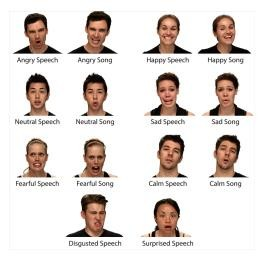 Angry Speech Angry Song Happy Speech Happy Song
Neutral Speech Neutral Song Sad Speech Sad Song
Fearful Speech Fearful Song Calm Speech Calm Song
Disgusted Speech Surprised Speech